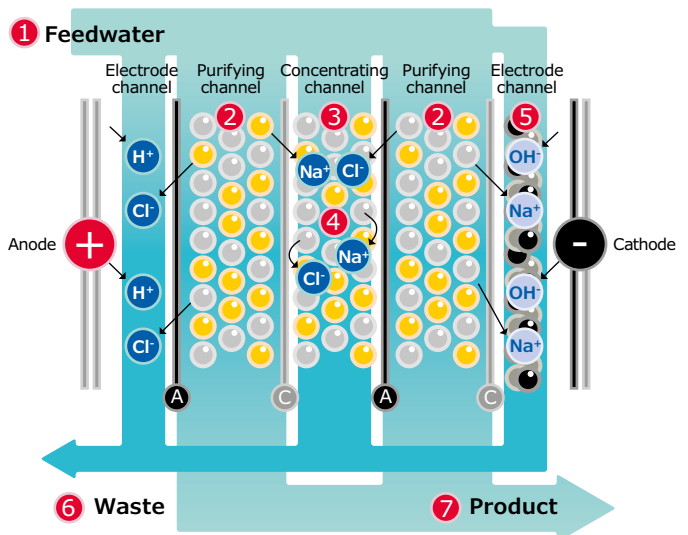 1 Feedwater
Electrode channel
Purifying channel
Concentrating channel
Purifying channel
Electrode channel
2
3
2
5
H⁺
Na⁺
Cl⁻
OH⁻
Cl⁻
Na⁺
4
Anode
+
-
Cathode
Na⁺
Cl⁻
H⁺
OH⁻
Cl⁻
Na⁺
A
C
A
C
6 Waste
7 Product